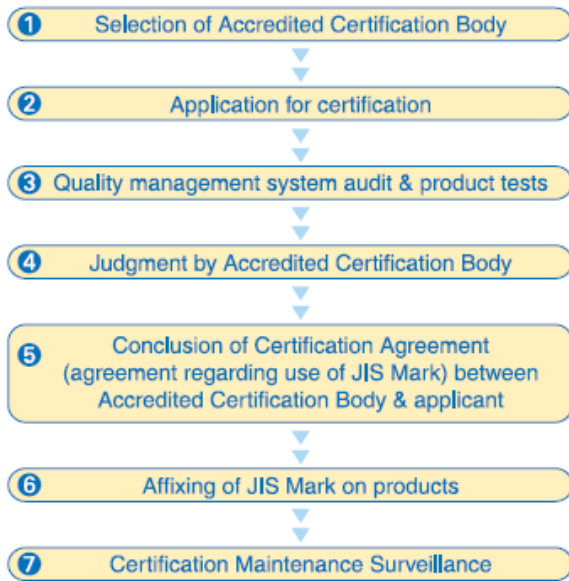 1 Selection of Accredited Certification Body
2 Application for certification
3 Quality management system audit & product tests
4 Judgment by Accredited Certification Body
5 Conclusion of Certification Agreement
(agreement regarding use of JIS Mark) between
Accredited Certification Body & applicant
6 Affixing of JIS Mark on products
7 Certification Maintenance Surveillance